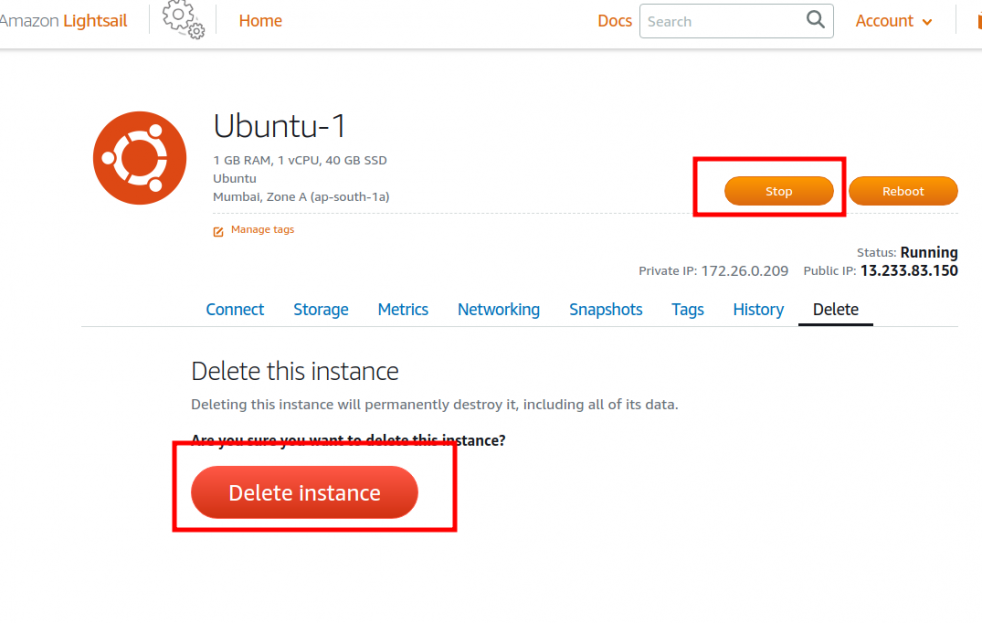 Amazon Lightsail Home Docs Search Account
Ubuntu-1
1 GB RAM, 1 vCPU, 40 GB SSD
Ubuntu
Mumbai, Zone A (ap-south-1a)
Stop Reboot
Manage tags
Status: Running
Private IP: 172.26.0.209 Public IP: 13.233.83.150
Connect Storage Metrics Networking Snapshots Tags History Delete
Delete this instance
Deleting this instance will permanently destroy it, including all of its data.
Are you sure you want to delete this instance?
Delete instance